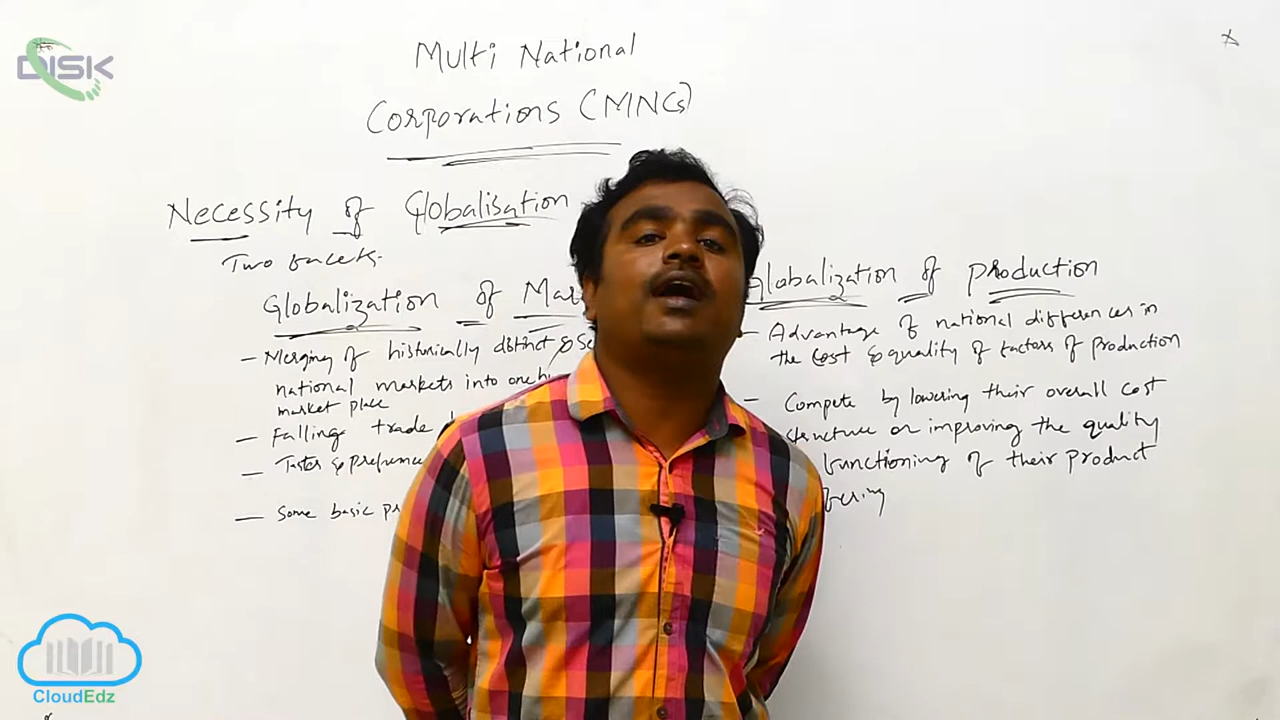 DISK
Multi National
Corporations (MNCs)
Necessity of Globalisation
Two facets
Globalization of Mar
Globalization of production
- Merging of historically distinct & Se
national markets into one
market place
- Falling trade
- Tastes & preference
- Some basic
- Advantage of national differences in
the cost & quality of factors of production
- Compete by lowering their overall cost
structure or improving the quality
functioning of their product
fering
CloudEdz